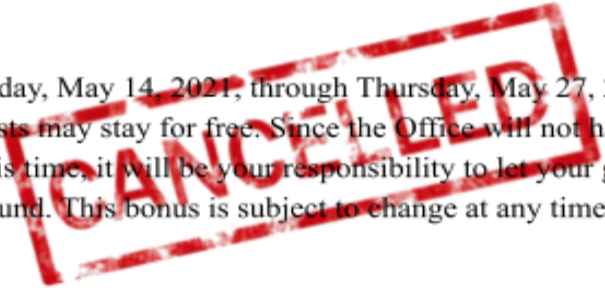 day, May 14, 2021, through Thursday, May 27,
sts may stay for free. Since the Office will not h
is time, it will be your responsibility to let your g
und. This bonus is subject to change at any time
CANCELLED